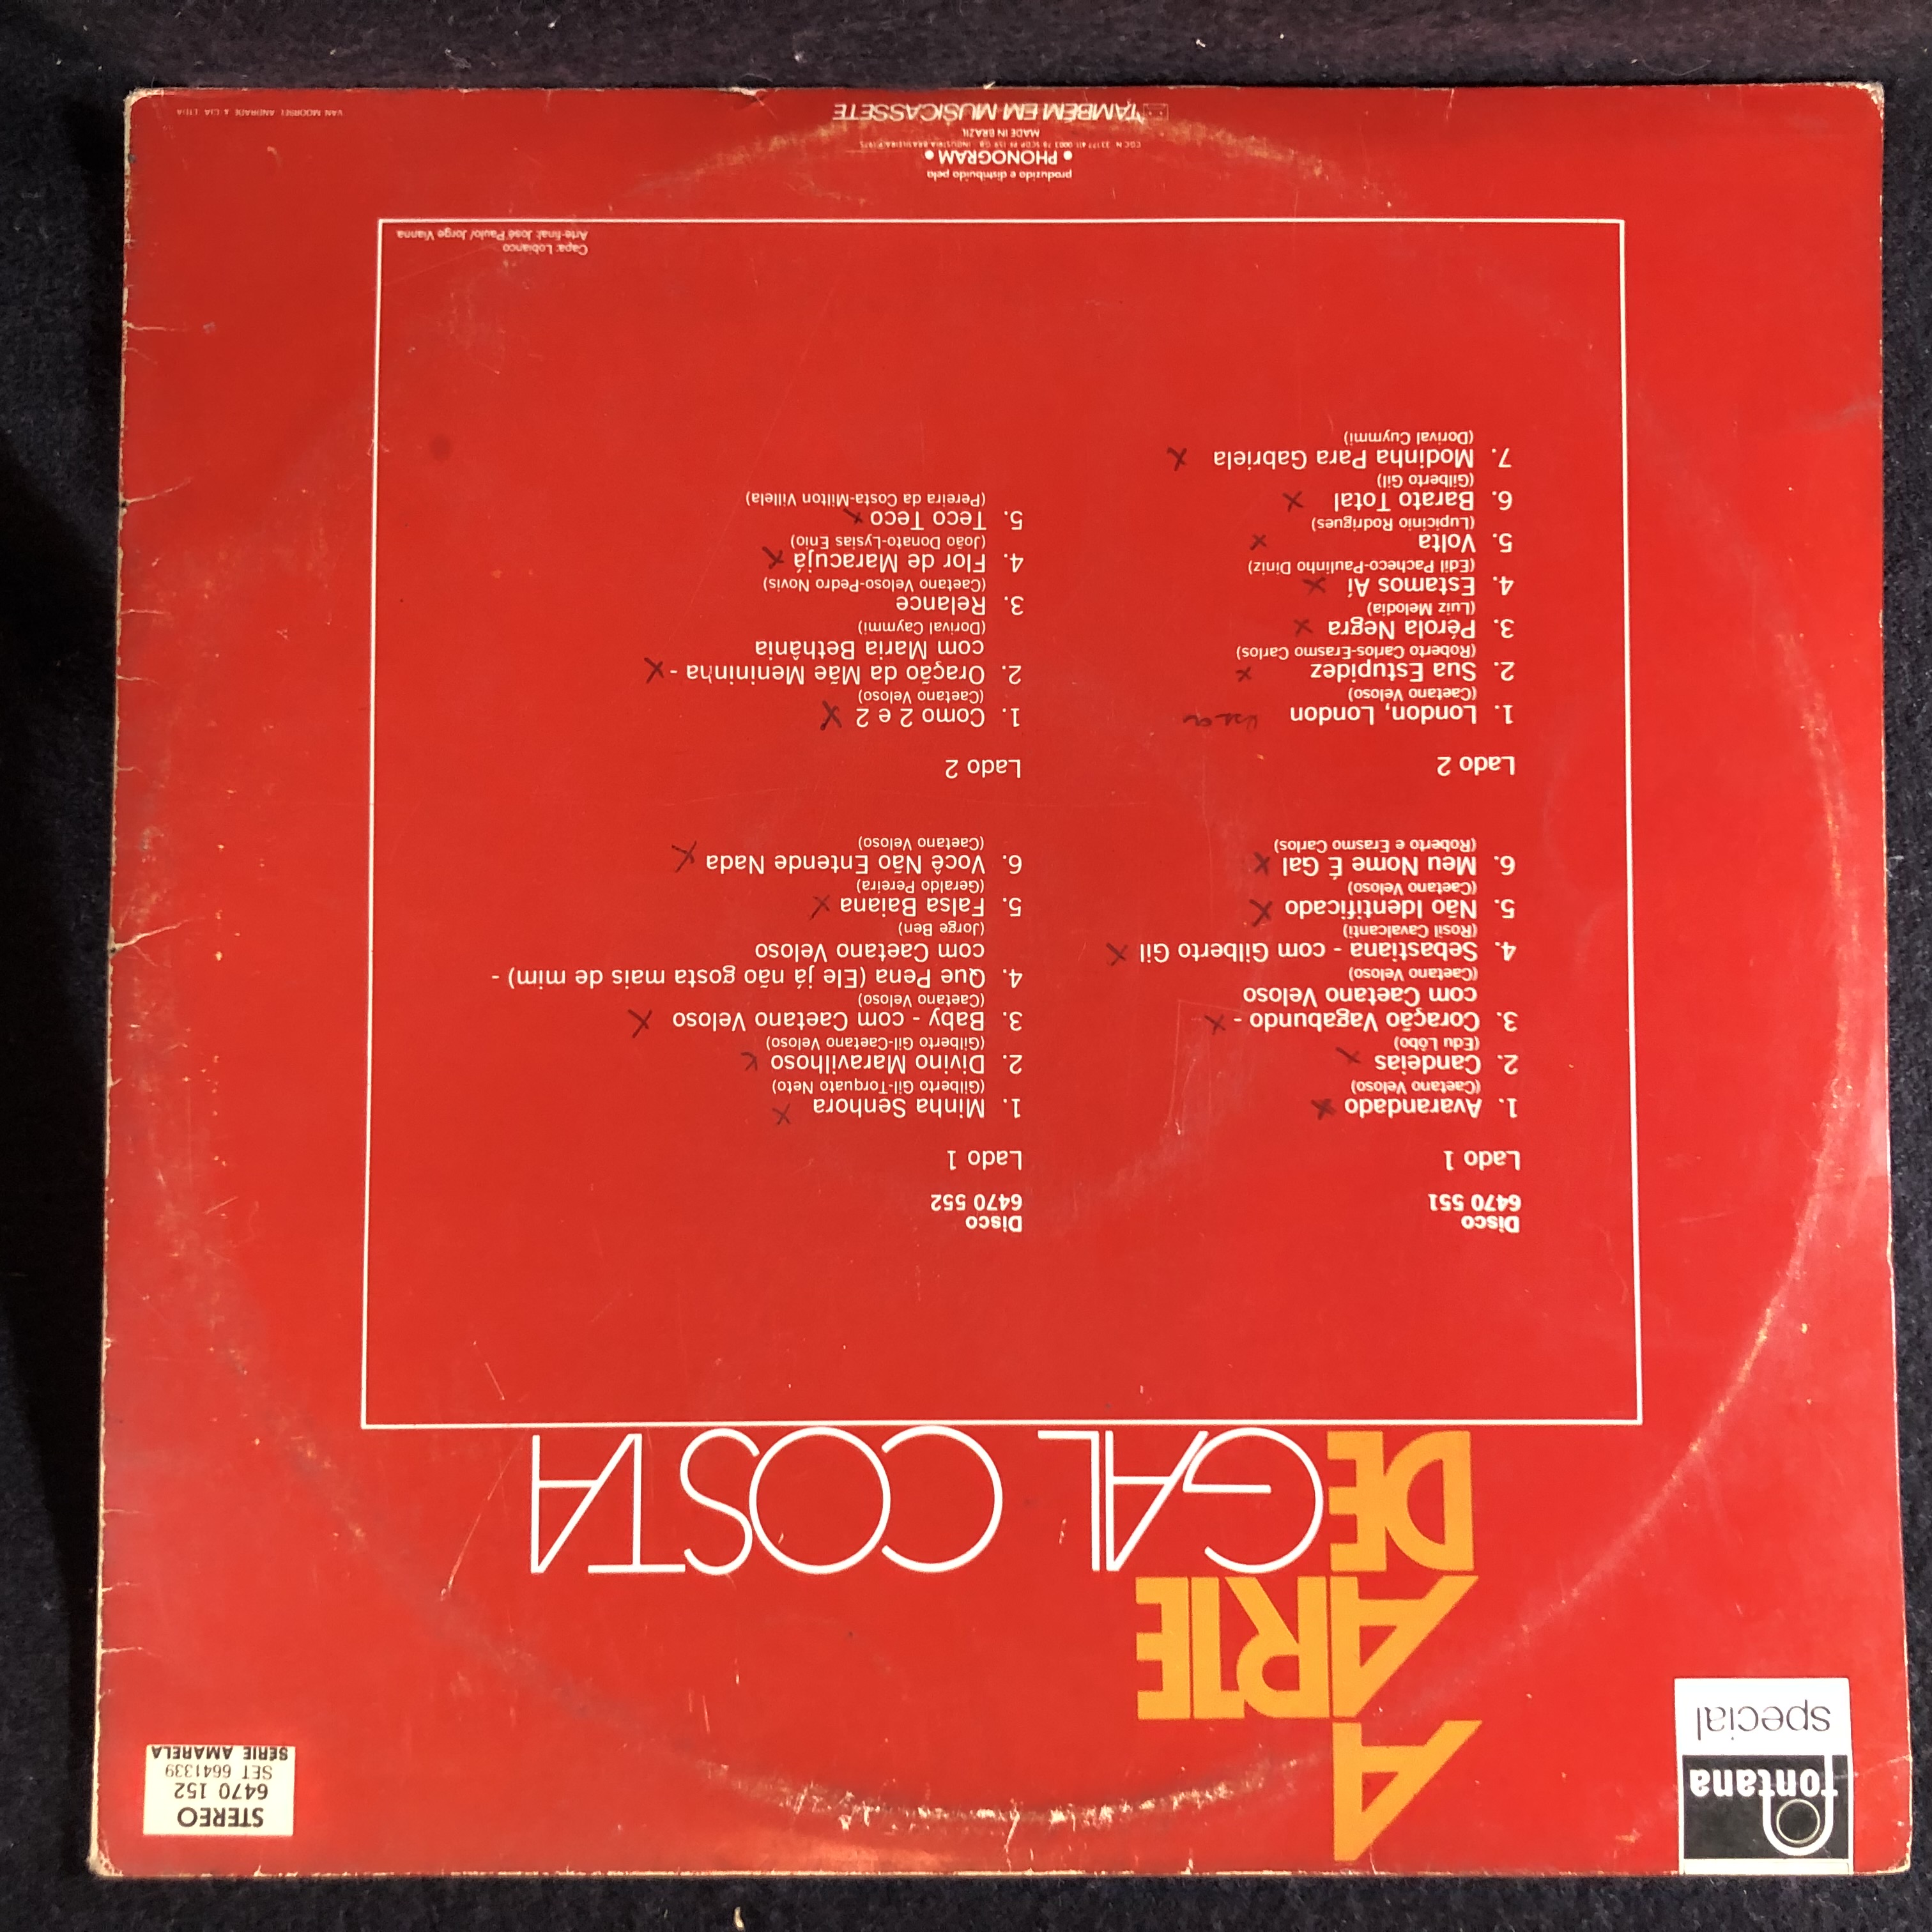 fontana
special
STEREO
6470 152
SET 6641339
SERIE AMARELA
A
ARTE
DE GAL COSTA
Disco
6470 551
Lado 1
1. Avarandado x
(Caetano Veloso)
2. Candeias x
(Edu Lôbo)
3. Coração Vagabundo - x
com Caetano Veloso
(Caetano Veloso)
4. Sebastiana - com Gilberto Gil x
(Rosil Cavalcanti)
5. Não Identificado x
(Caetano Veloso)
6. Meu Nome É Gal x
(Roberto e Erasmo Carlos)
Lado 2
1. London, London
(Caetano Veloso)
2. Sua Estupidez x
(Roberto Carlos-Erasmo Carlos)
3. Pérola Negra x
(Luiz Melodia)
4. Estamos Aí x
(Edil Pacheco-Paulinho Diniz)
5. Volta x
(Lupicínio Rodrigues)
6. Barato Total x
(Gilberto Gil)
7. Modinha Para Gabriela x
(Dorival Cuymmi)
Disco
6470 552
Lado 1
1. Minha Senhora x
(Gilberto Gil-Torquato Neto)
2. Divino Maravilhoso x
(Gilberto Gil-Caetano Veloso)
3. Baby - com Caetano Veloso x
(Caetano Veloso)
4. Que Pena (Ele já não gosta mais de mim) -
com Caetano Veloso
(Jorge Ben)
5. Falsa Baiana x
(Geraldo Pereira)
6. Você Não Entende Nada x
(Caetano Veloso)
Lado 2
1. Como 2 e 2 x
(Caetano Veloso)
2. Oração da Mãe Menininha - x
com Maria Bethânia
(Dorival Caymmi)
3. Relance
(Caetano Veloso-Pedro Novis)
4. Flor de Maracujá x
(João Donato-Lysias Enio)
5. Teco Teco x
(Pereira da Costa-Milton Villela)
Capa: Lobianco
Arte-final: José Paulo/ Jorge Vianna
produzido e distribuído pela
• PHONOGRAM •
MADE IN BRAZIL
TAMBÉM EM MUSICASSETE
VAN MOORSEL ANDRADE & CIA LTDA